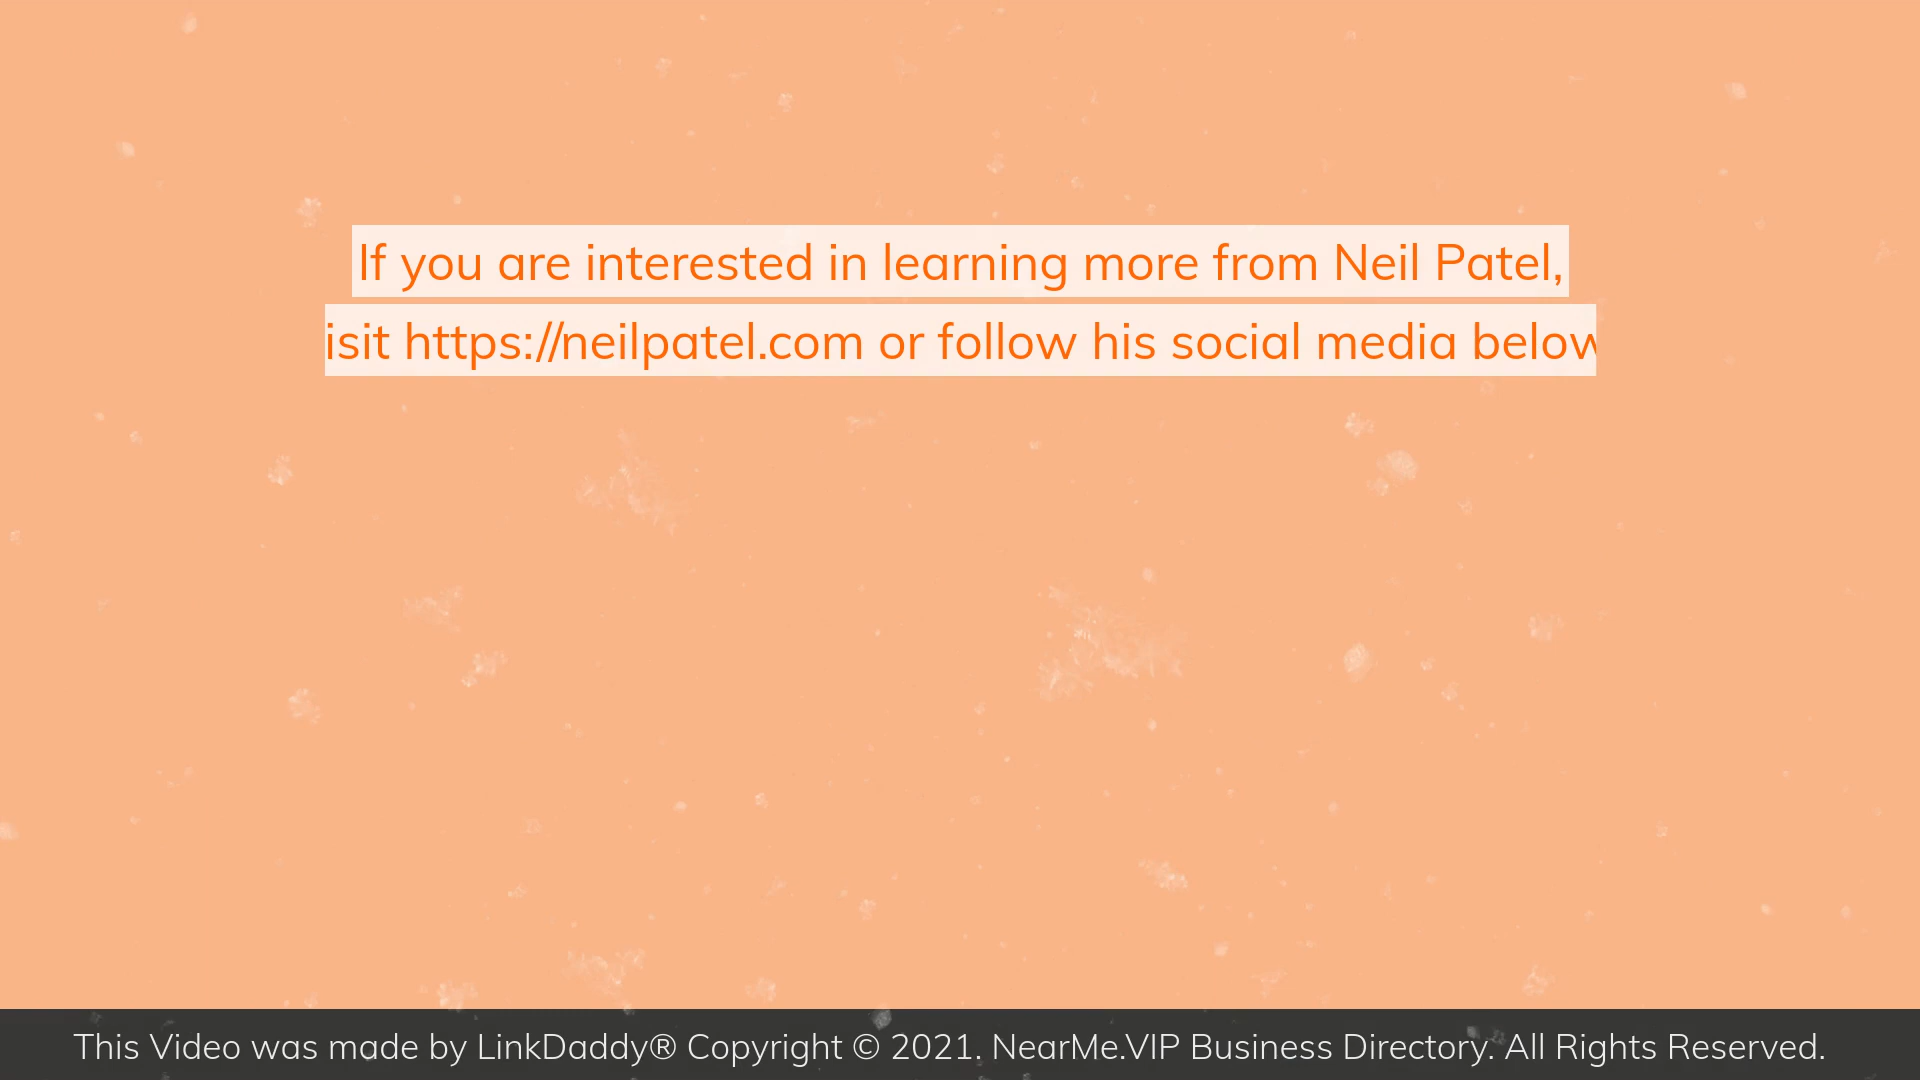 If you are interested in learning more from Neil Patel,
isit https://neilpatel.com or follow his social media below
This Video was made by LinkDaddy® Copyright © 2021. NearMe.VIP Business Directory. All Rights Reserved.